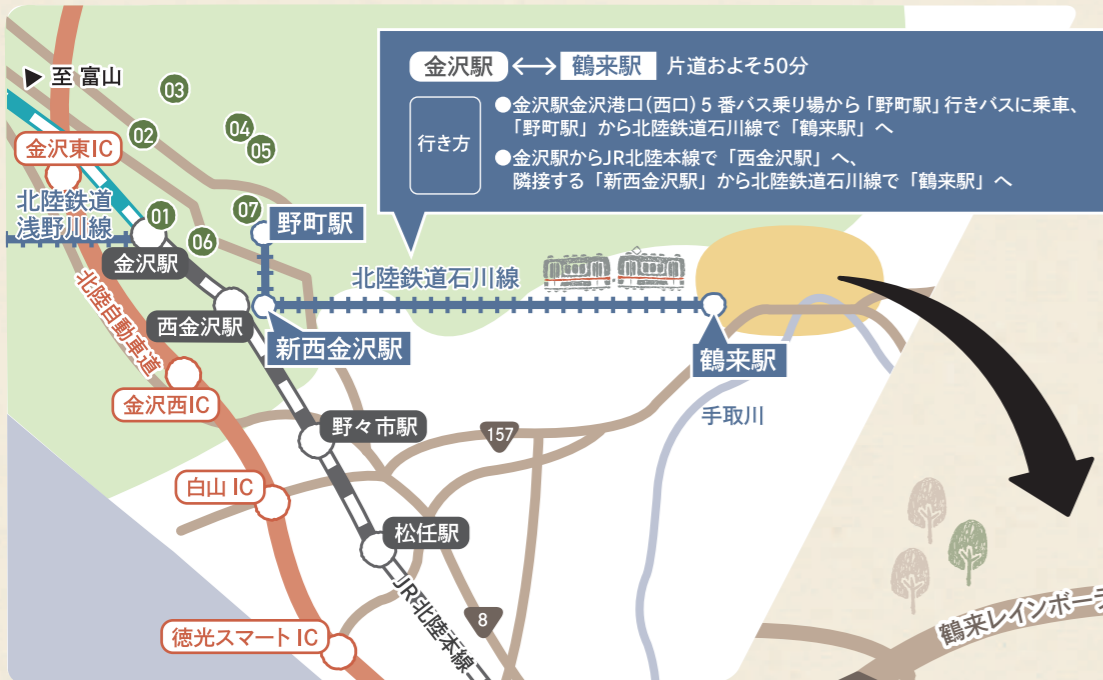 ▶ 至 富山
金沢駅 ⟷ 鶴来駅 片道およそ50分
行き方
●金沢駅金沢港口(西口)5番バス乗り場から「野町駅」行きバスに乗車、
「野町駅」から北陸鉄道石川線で「鶴来駅」へ
●金沢駅からJR北陸本線で「西金沢駅」へ、
隣接する「新西金沢駅」から北陸鉄道石川線で「鶴来駅」へ
03
02
04
05
金沢東IC
北陸鉄道
浅野川線
01
06
07
野町駅
金沢駅
北陸鉄道石川線
北陸自動車道
西金沢駅
新西金沢駅
鶴来駅
金沢西IC
手取川
野々市駅
157
白山 IC
松任駅
JR北陸本線
8
徳光スマート IC
鶴来レインボー